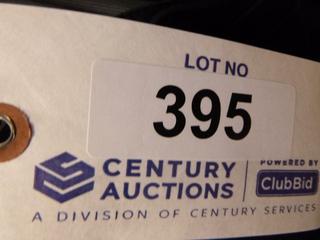 LOT NO
395
CENTURY AUCTIONS
POWERED BY
ClubBid
A DIVISION OF CENTURY SERVICES